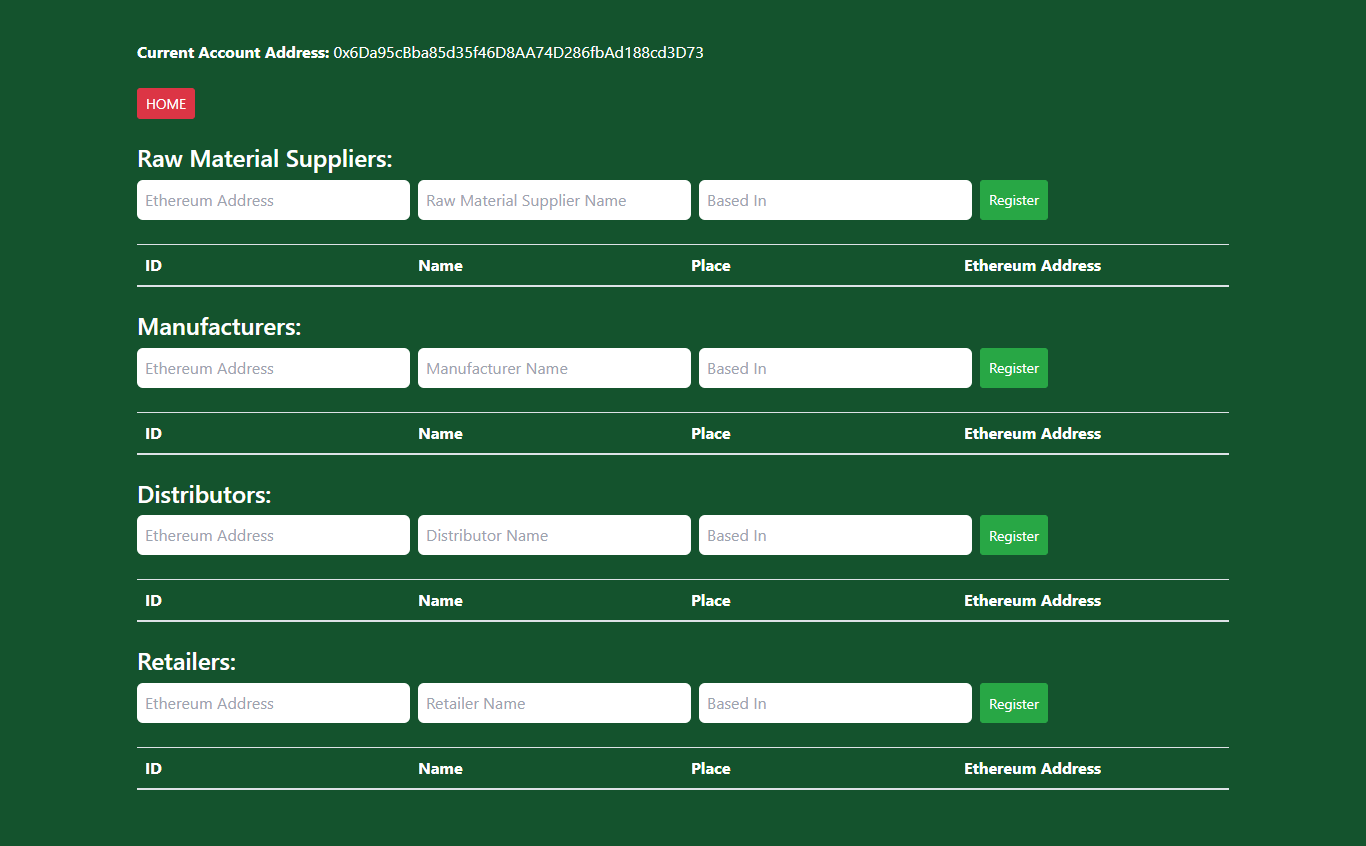 Current Account Address: 0x6Da95cBba85d35f46D8AA74D286fbAd188cd3D73
HOME
Raw Material Suppliers:
Ethereum Address Raw Material Supplier Name Based In Register
ID Name Place Ethereum Address
Manufacturers:
Ethereum Address Manufacturer Name Based In Register
ID Name Place Ethereum Address
Distributors:
Ethereum Address Distributor Name Based In Register
ID Name Place Ethereum Address
Retailers:
Ethereum Address Retailer Name Based In Register
ID Name Place Ethereum Address